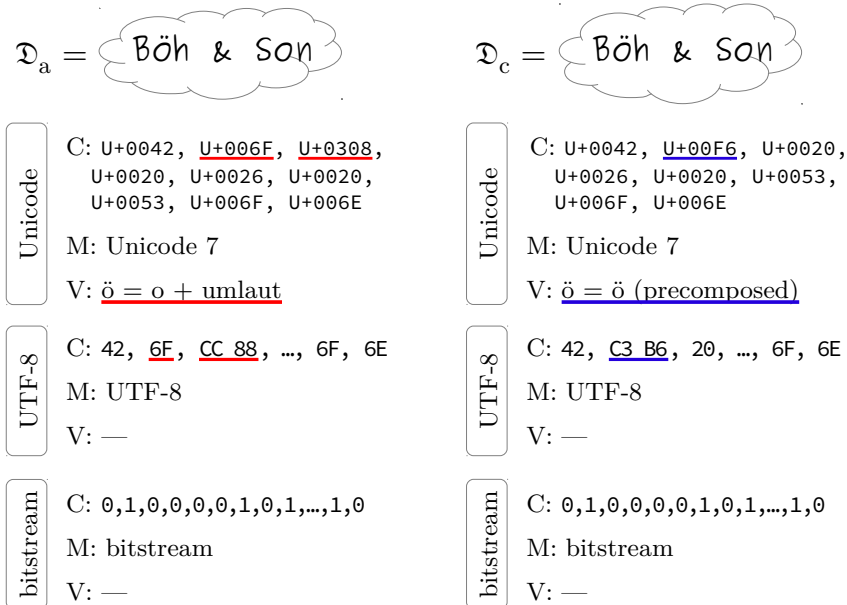 𝔇a = Böh & Son
Unicode
C: U+0042, U+006F, U+0308,
U+0020, U+0026, U+0020,
U+0053, U+006F, U+006E
M: Unicode 7
V: ö = o + umlaut
UTF-8
C: 42, 6F, CC 88, …, 6F, 6E
M: UTF-8
V: —
bitstream
C: 0,1,0,0,0,0,1,0,1,…,1,0
M: bitstream
V: —
𝔇c = Böh & Son
Unicode
C: U+0042, U+00F6, U+0020,
U+0026, U+0020, U+0053,
U+006F, U+006E
M: Unicode 7
V: ö = ö (precomposed)
UTF-8
C: 42, C3 B6, 20, …, 6F, 6E
M: UTF-8
V: —
bitstream
C: 0,1,0,0,0,0,1,0,1,…,1,0
M: bitstream
V: —